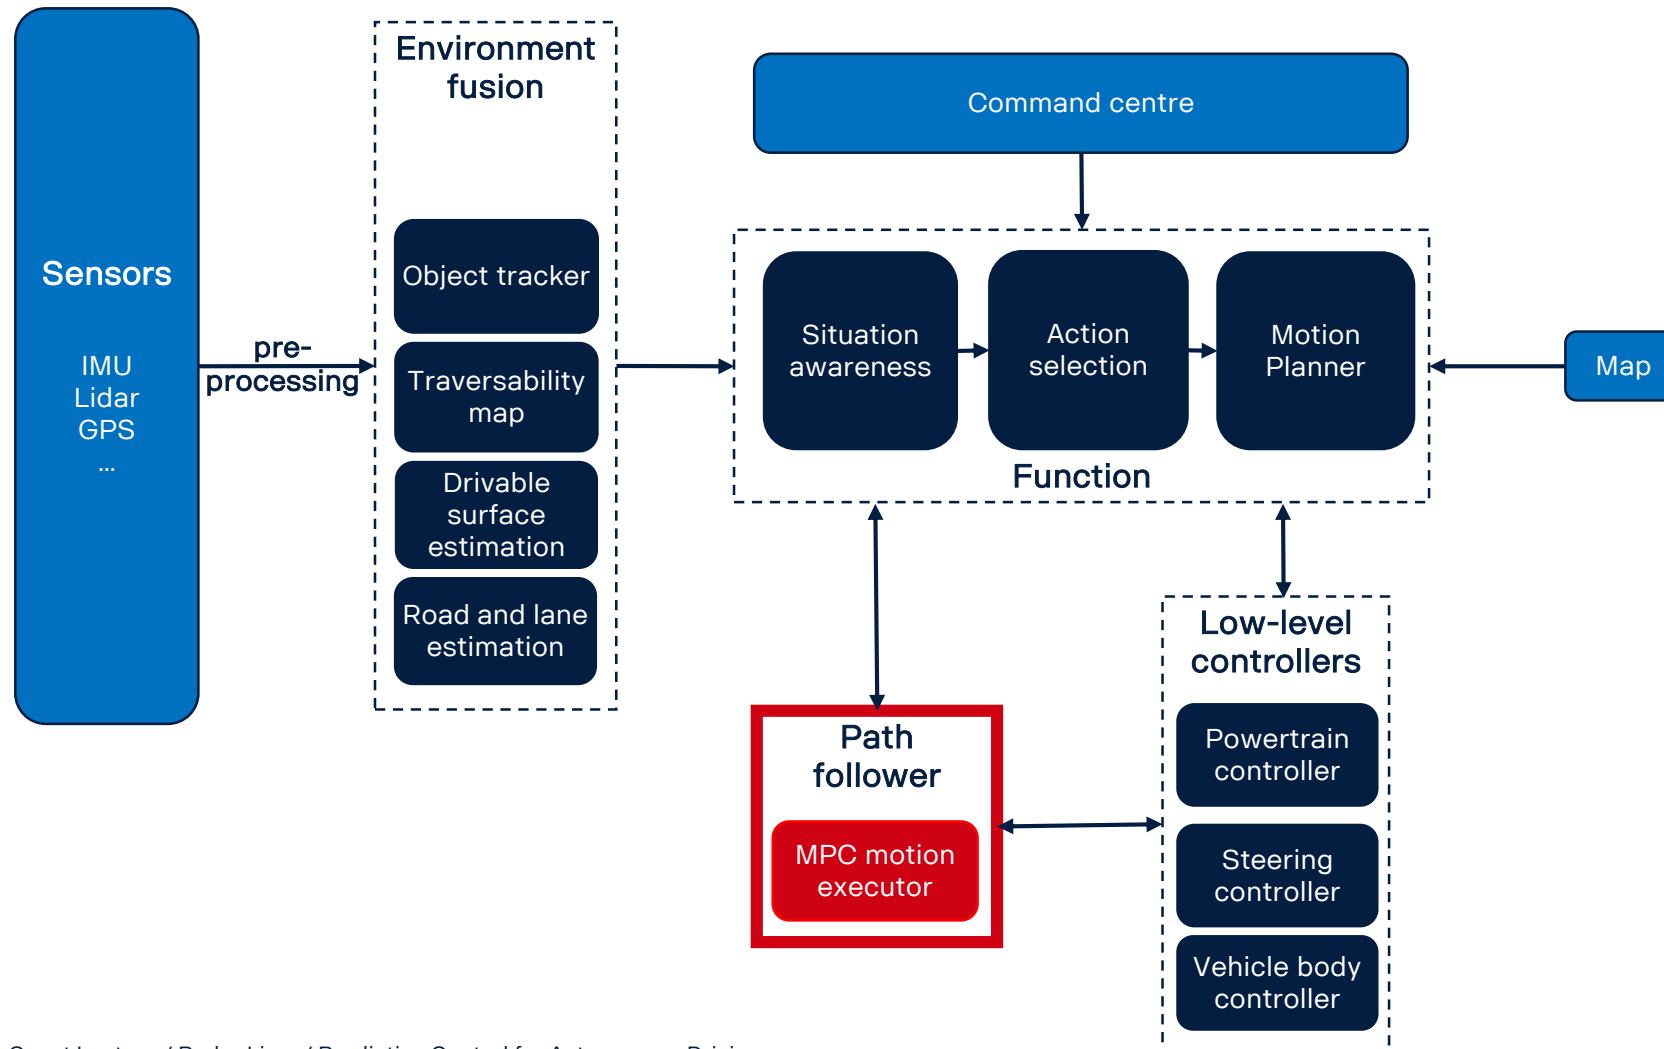 Sensors
IMU
Lidar
GPS
...
pre-
processing
Environment
fusion
Object tracker
Traversability
map
Drivable
surface
estimation
Road and lane
estimation
Command centre
Situation
awareness
Action
selection
Motion
Planner
Function
Map
Path
follower
MPC motion
executor
Low-level
controllers
Powertrain
controller
Steering
controller
Vehicle body
controller